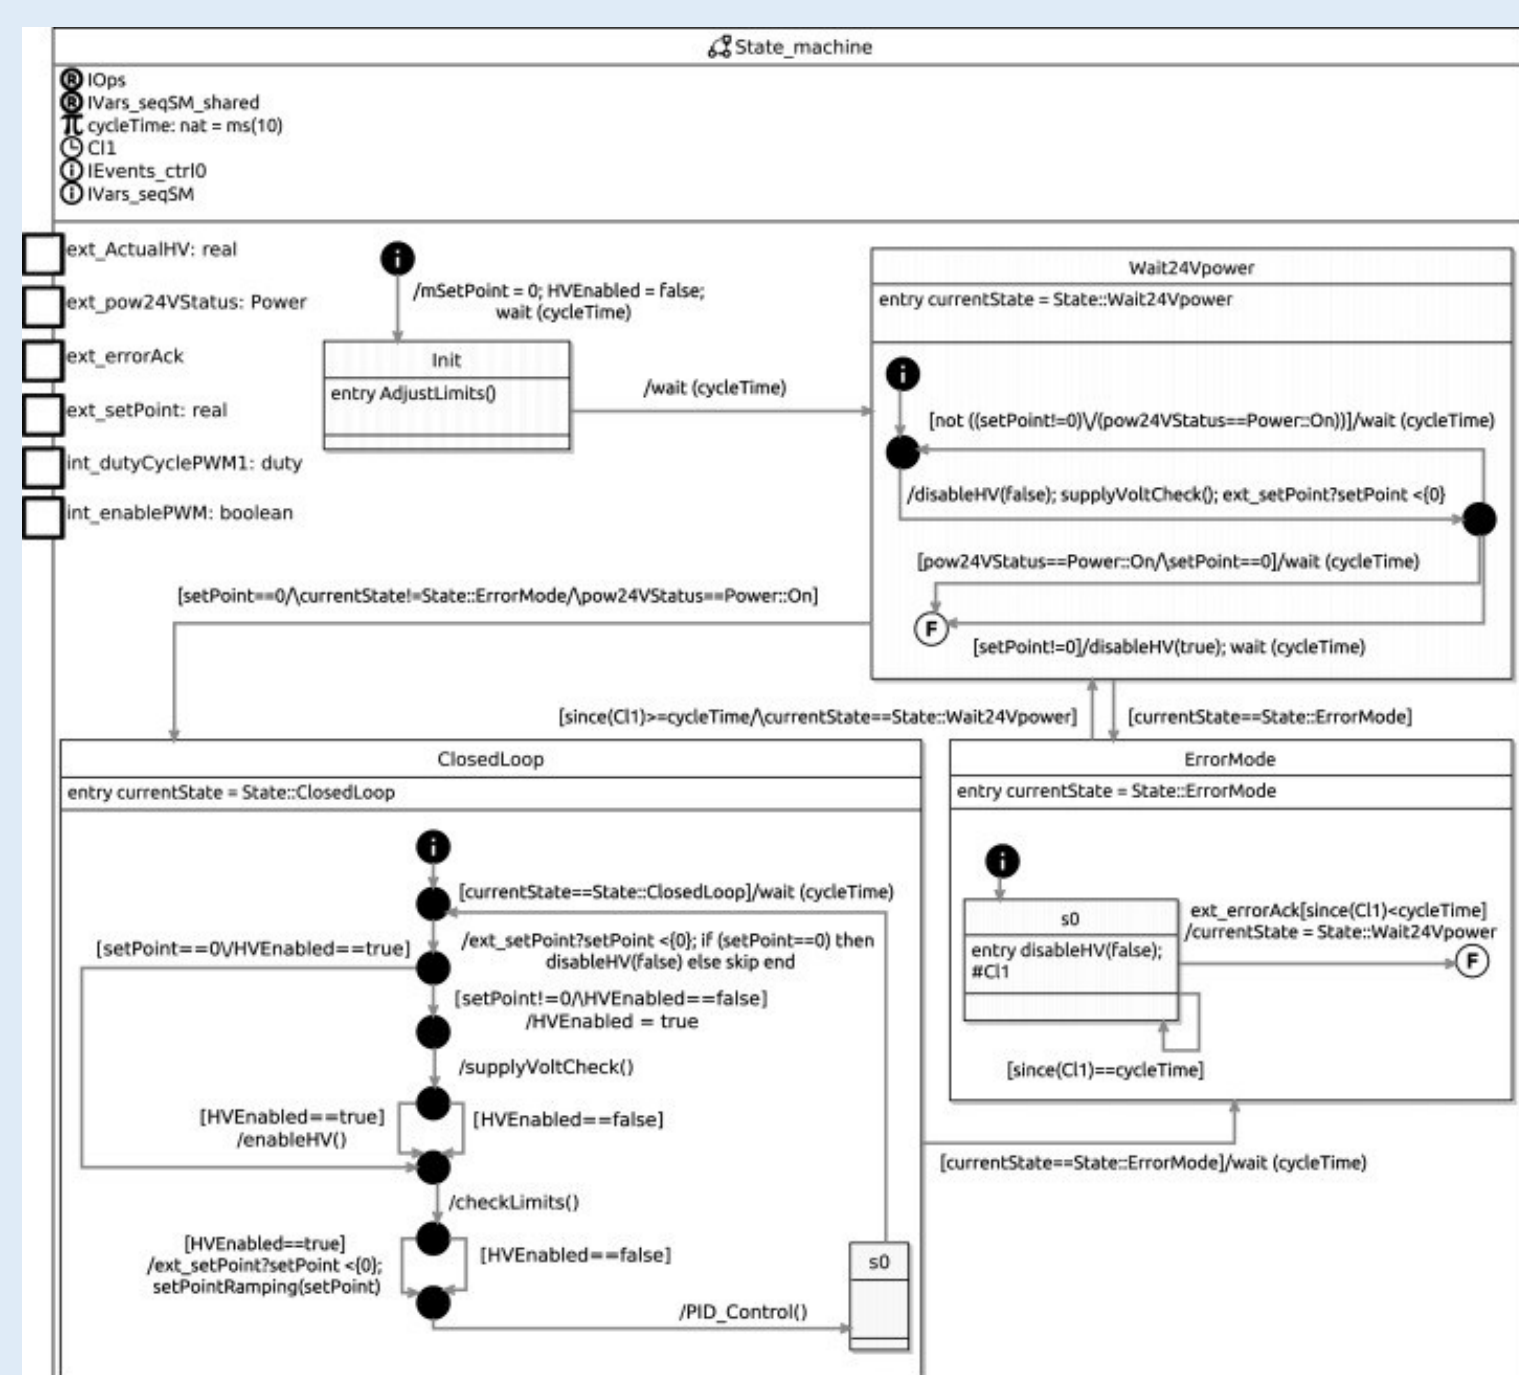 State_machine
R IOps
R IVars_seqSM_shared
π cycleTime: nat = ms(10)
Cl1
i IEvents_ctrl0
i IVars_seqSM
ext_ActualHV: real
ext_pow24VStatus: Power
ext_errorAck
ext_setPoint: real
int_dutyCyclePWM1: duty
int_enablePWM: boolean
i
/mSetPoint = 0; HVEnabled = false;
wait (cycleTime)
Init
entry AdjustLimits()
/wait (cycleTime)
Wait24Vpower
entry currentState = State::Wait24Vpower
i
[not ((setPoint!=0)\/(pow24VStatus==Power::On))]/wait (cycleTime)
/disableHV(false); supplyVoltCheck(); ext_setPoint?setPoint <{0}
[pow24VStatus==Power::On/\setPoint==0]/wait (cycleTime)
F
[setPoint!=0]/disableHV(true); wait (cycleTime)
[setPoint==0/\currentState!=State::ErrorMode/\pow24VStatus==Power::On]
[since(Cl1)>=cycleTime/\currentState==State::Wait24Vpower]
[currentState==State::ErrorMode]
ClosedLoop
entry currentState = State::ClosedLoop
i
[currentState==State::ClosedLoop]/wait (cycleTime)
/ext_setPoint?setPoint <{0}; if (setPoint==0) then
disableHV(false) else skip end
[setPoint==0\/HVEnabled==true]
[setPoint!=0/\HVEnabled==false]
/HVEnabled = true
/supplyVoltCheck()
[HVEnabled==true]
/enableHV()
[HVEnabled==false]
/checkLimits()
[HVEnabled==true]
/ext_setPoint?setPoint <{0};
setPointRamping(setPoint)
[HVEnabled==false]
/PID_Control()
s0
ErrorMode
entry currentState = State::ErrorMode
i
s0
entry disableHV(false);
#Cl1
ext_errorAck[since(Cl1)<cycleTime]
/currentState = State::Wait24Vpower
F
[since(Cl1)==cycleTime]
[currentState==State::ErrorMode]/wait (cycleTime)